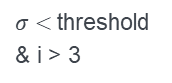 σ < threshold
& i > 3